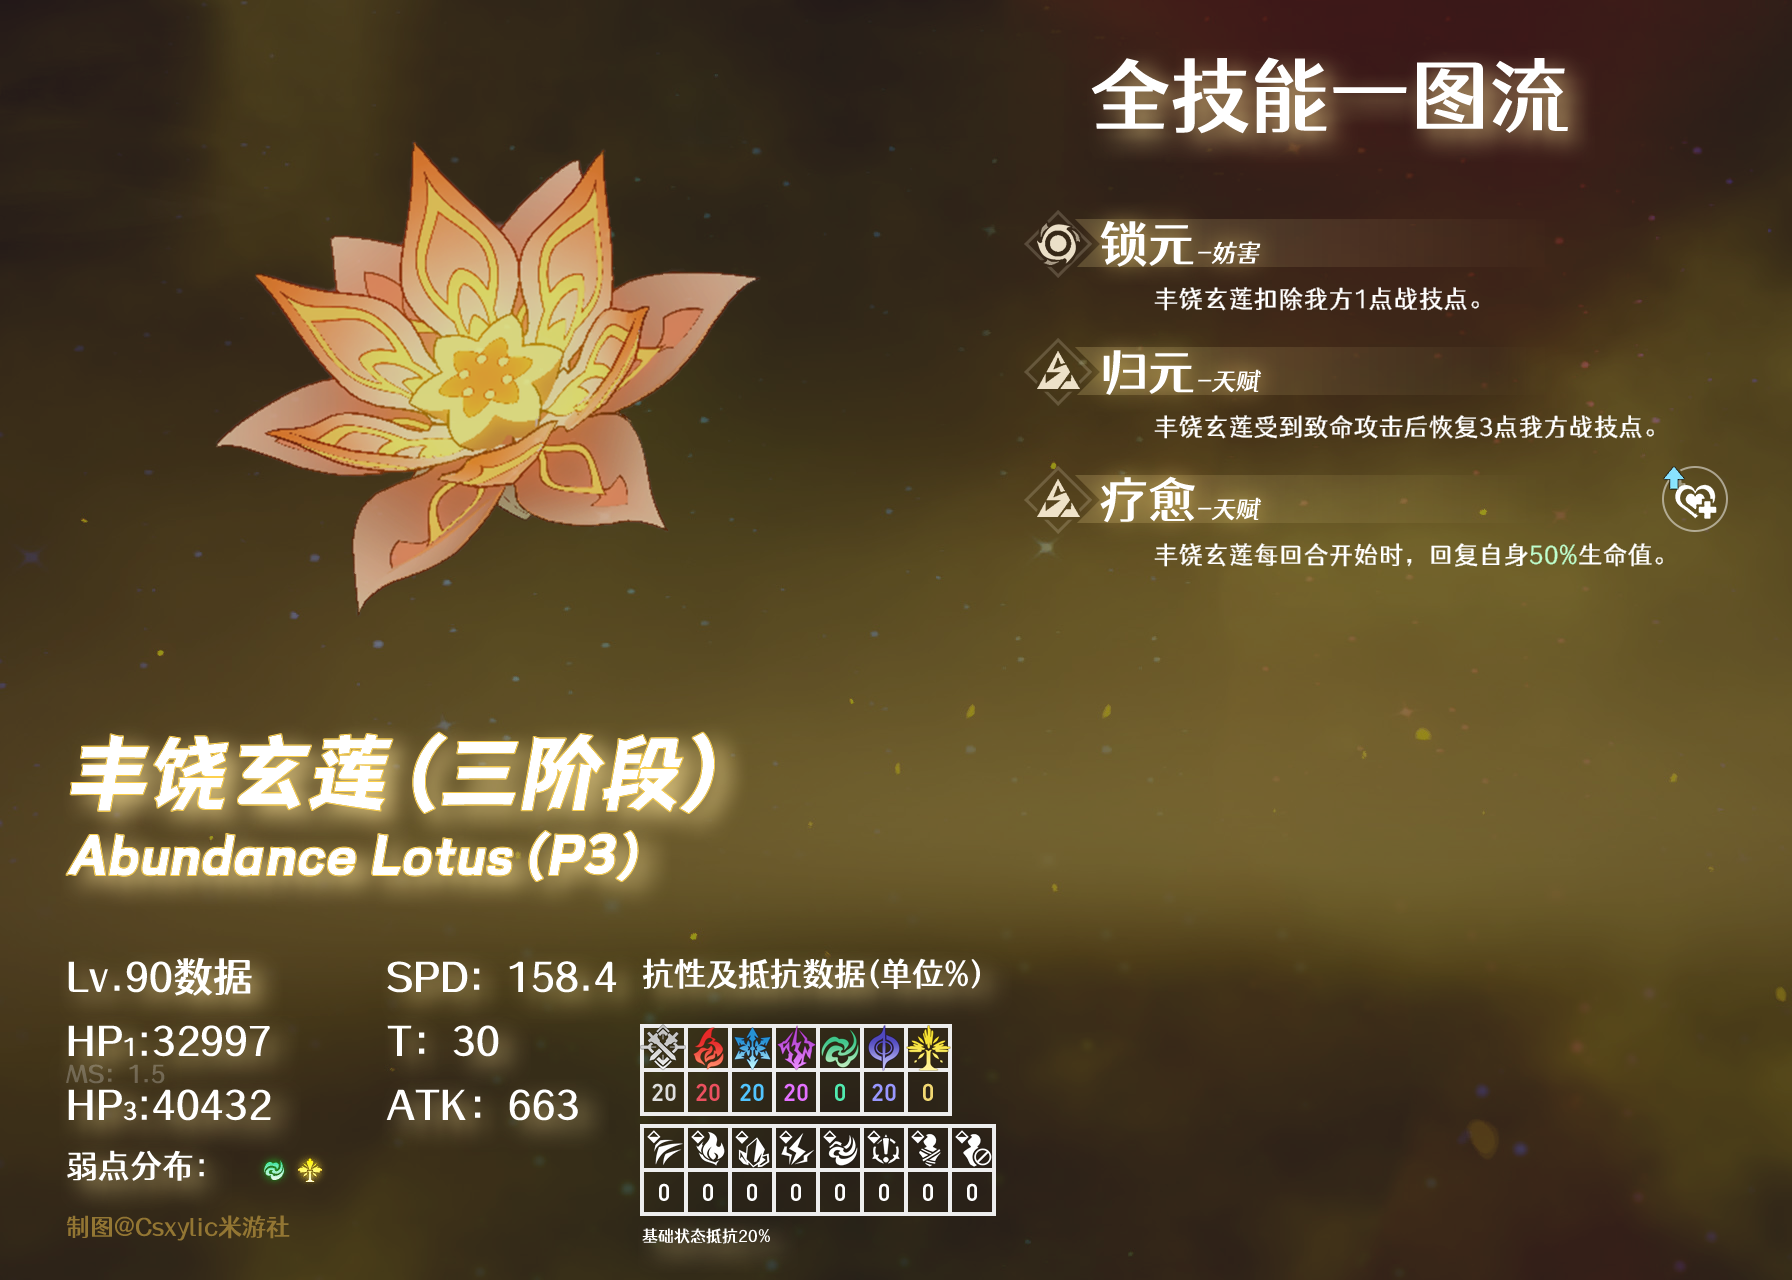 全技能一图流
锁元-妨害
丰饶玄莲扣除我方1点战技点。
归元-天赋
丰饶玄莲受到致命攻击后恢复3点我方战技点。
疗愈-天赋
丰饶玄莲每回合开始时，回复自身50%生命值。
丰饶玄莲（三阶段）
Abundance Lotus (P3)
Lv.90数据
SPD: 158.4
HP1:32997
T: 30
MS: 1.5
HP3:40432
ATK: 663
弱点分布：
抗性及抵抗数据(单位%)
20 20 20 20 0 20 0
0 0 0 0 0 0 0 0
基础状态抵抗20%
制图@Csxylic米游社